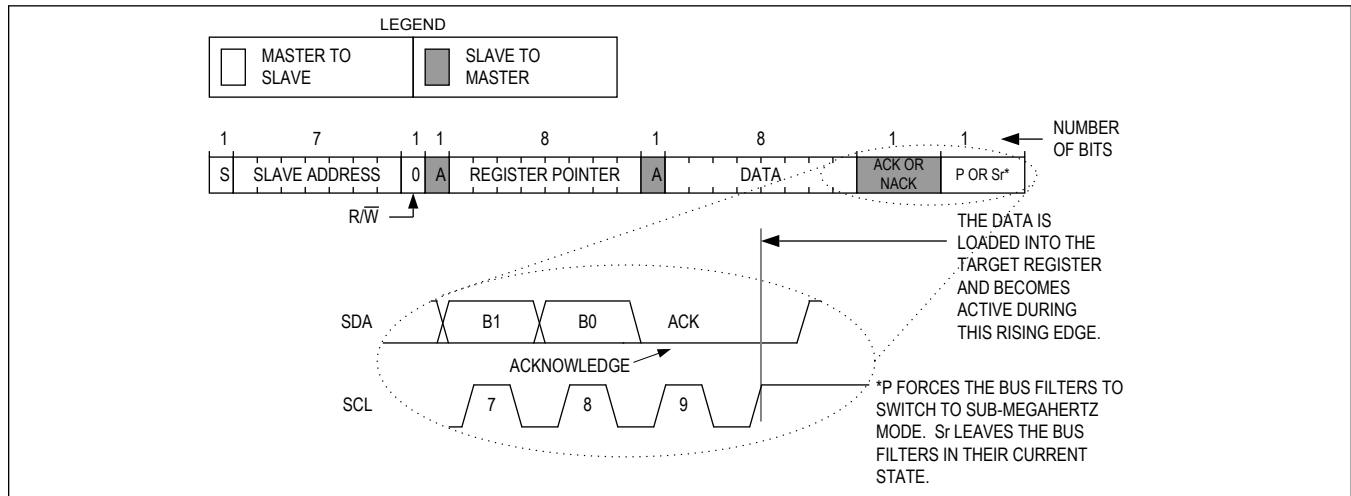 LEGEND
MASTER TO
SLAVE
SLAVE TO
MASTER
1 7 1 1 8 1 8 1 1
NUMBER
OF BITS
S SLAVE ADDRESS 0 A REGISTER POINTER A DATA ACK OR NACK P OR Sr*
R/W̅
THE DATA IS
LOADED INTO THE
TARGET REGISTER
AND BECOMES
ACTIVE DURING
THIS RISING EDGE.
SDA B1 B0 ACK
ACKNOWLEDGE
SCL 7 8 9
*P FORCES THE BUS FILTERS TO
SWITCH TO SUB-MEGAHERTZ
MODE. Sr LEAVES THE BUS
FILTERS IN THEIR CURRENT
STATE.